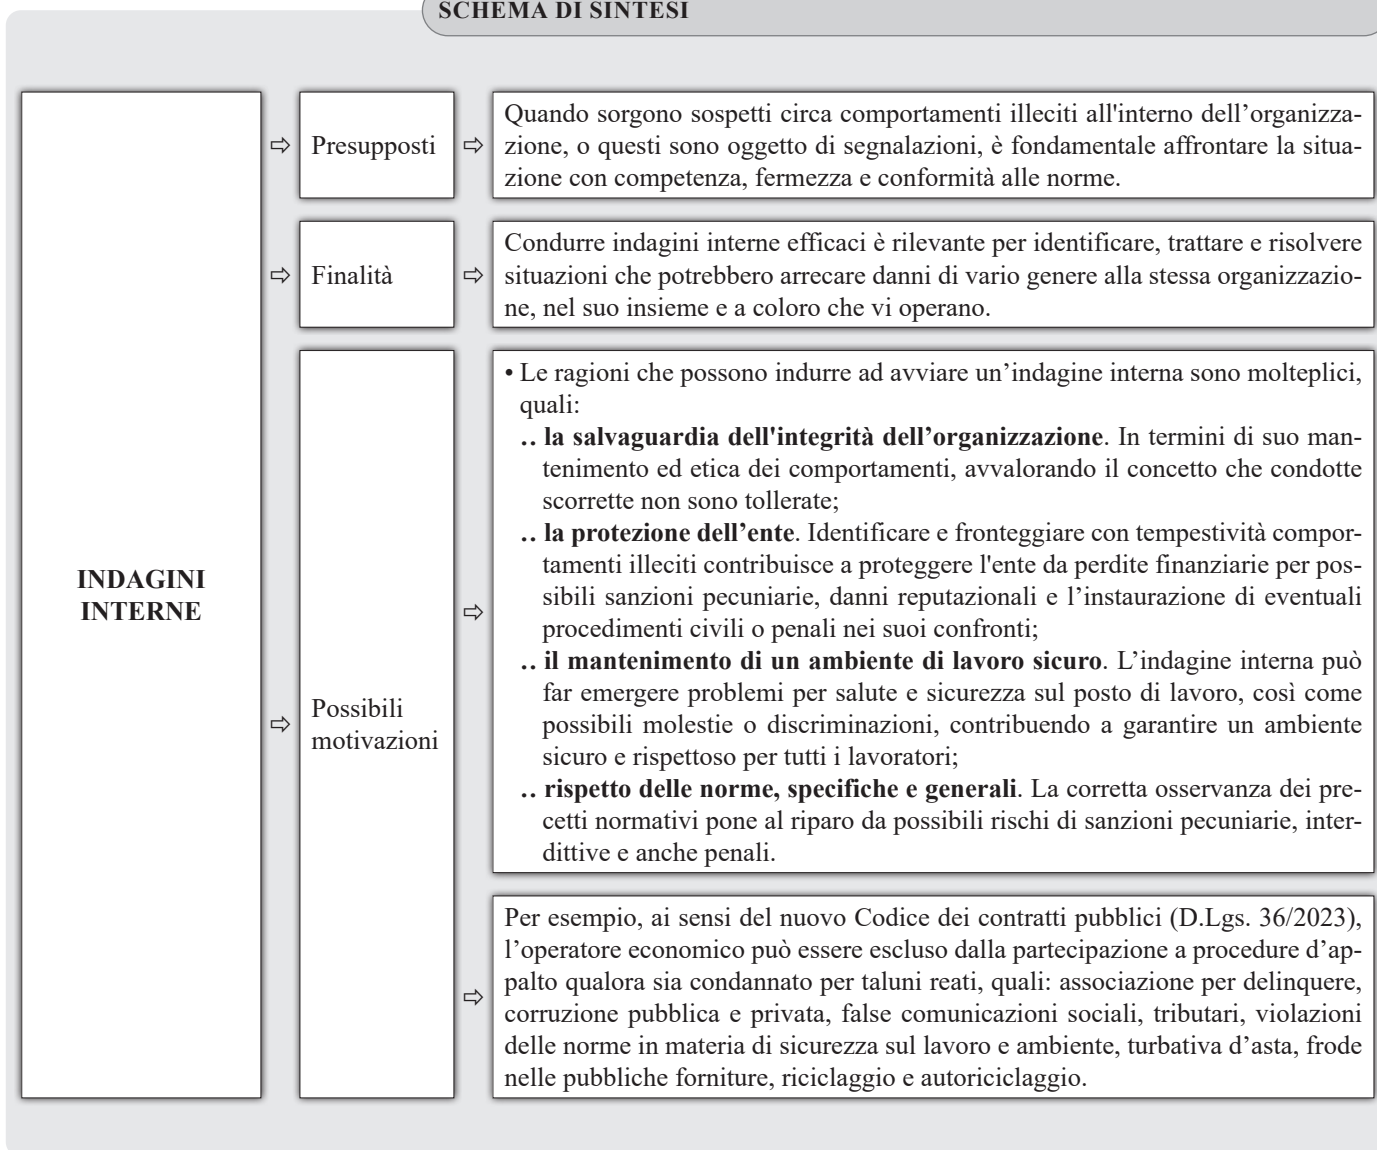 SCHEMA DI SINTESI
INDAGINI
INTERNE
⇨
Presupposti
⇨
Quando sorgono sospetti circa comportamenti illeciti all'interno dell’organizza-
zione, o questi sono oggetto di segnalazioni, è fondamentale affrontare la situa-
zione con competenza, fermezza e conformità alle norme.
⇨
Finalità
⇨
Condurre indagini interne efficaci è rilevante per identificare, trattare e risolvere
situazioni che potrebbero arrecare danni di vario genere alla stessa organizzazio-
ne, nel suo insieme e a coloro che vi operano.
⇨
Possibili
motivazioni
⇨
• Le ragioni che possono indurre ad avviare un’indagine interna sono molteplici,
quali:
.. la salvaguardia dell'integrità dell’organizzazione. In termini di suo man-
tenimento ed etica dei comportamenti, avvalorando il concetto che condotte
scorrette non sono tollerate;
.. la protezione dell’ente. Identificare e fronteggiare con tempestività compor-
tamenti illeciti contribuisce a proteggere l'ente da perdite finanziarie per pos-
sibili sanzioni pecuniarie, danni reputazionali e l’instaurazione di eventuali
procedimenti civili o penali nei suoi confronti;
.. il mantenimento di un ambiente di lavoro sicuro. L’indagine interna può
far emergere problemi per salute e sicurezza sul posto di lavoro, così come
possibili molestie o discriminazioni, contribuendo a garantire un ambiente
sicuro e rispettoso per tutti i lavoratori;
.. rispetto delle norme, specifiche e generali. La corretta osservanza dei pre-
cetti normativi pone al riparo da possibili rischi di sanzioni pecuniarie, inter-
dittive e anche penali.
⇨
Per esempio, ai sensi del nuovo Codice dei contratti pubblici (D.Lgs. 36/2023),
l’operatore economico può essere escluso dalla partecipazione a procedure d’ap-
palto qualora sia condannato per taluni reati, quali: associazione per delinquere,
corruzione pubblica e privata, false comunicazioni sociali, tributari, violazioni
delle norme in materia di sicurezza sul lavoro e ambiente, turbativa d’asta, frode
nelle pubbliche forniture, riciclaggio e autoriciclaggio.